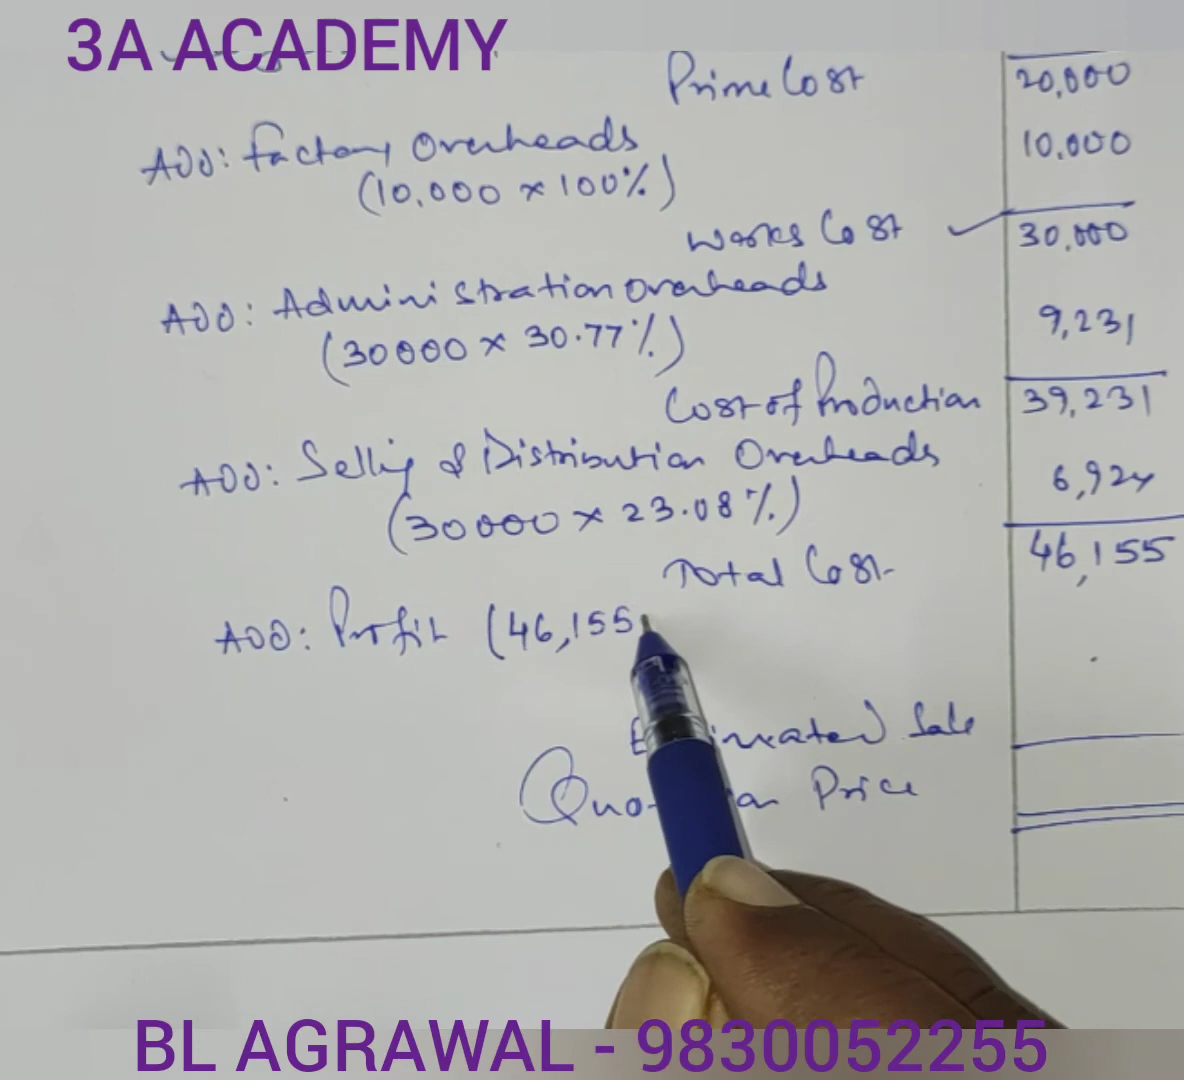 3A ACADEMY
Prime Cost 20,000
ADD: Factory Overheads 10,000
(10,000 x 100%)
Works Cost 30,000
ADD: Administration overheads
(30000 x 30.77%) 9,231
Cost of Production 39,231
ADD: Selling & Distribution Overheads
(30000 x 23.08%) 6,924
Total Cost 46,155
ADD: Profit (46,155
Sale
Price
BL AGRAWAL - 9830052255